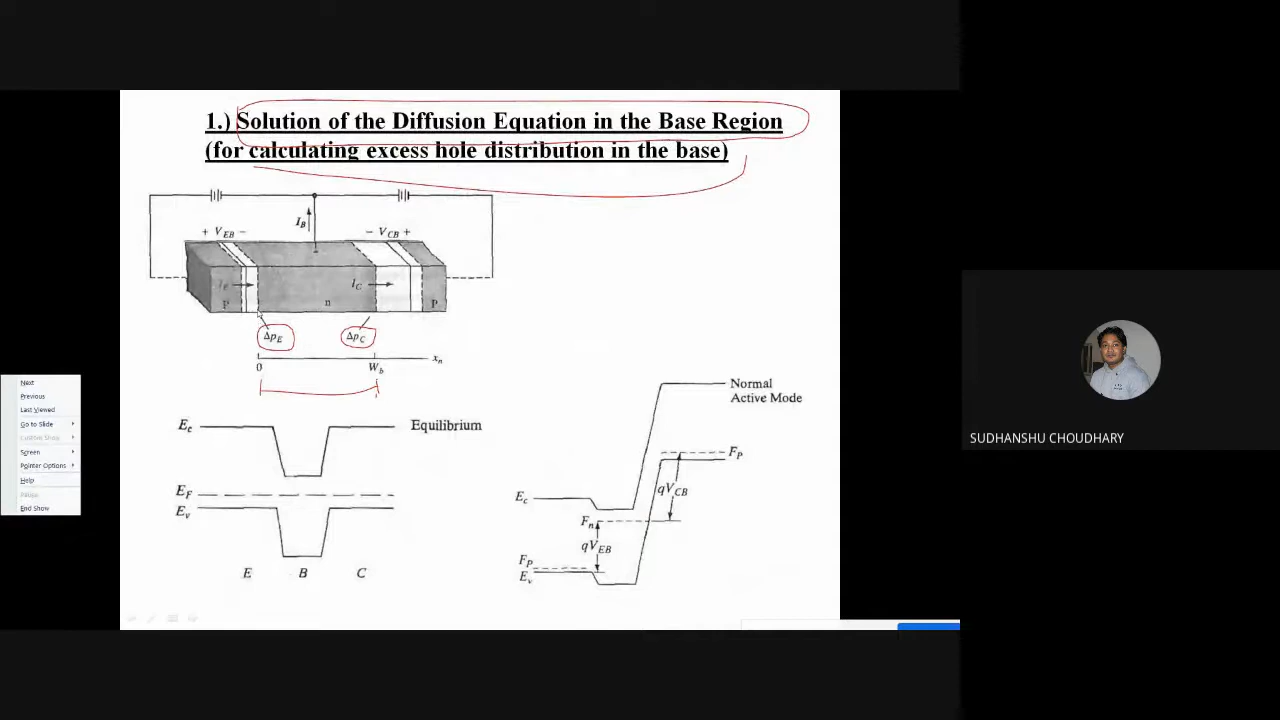 1.) Solution of the Diffusion Equation in the Base Region
(for calculating excess hole distribution in the base)
I_B
+ V_EB −
− V_CB +
I_E
I_C
P
n
P
Δp_E
Δp_C
x_n
0
W_b
Next
Previous
Last Viewed
Go to Slide
Custom Show
Screen
Pointer Options
Help
Pause
End Show
E_c
Equilibrium
E_F
E_v
E
B
C
Normal
Active Mode
F_p
qV_CB
E_c
F_n
qV_EB
F_p
E_v
SUDHANSHU CHOUDHARY